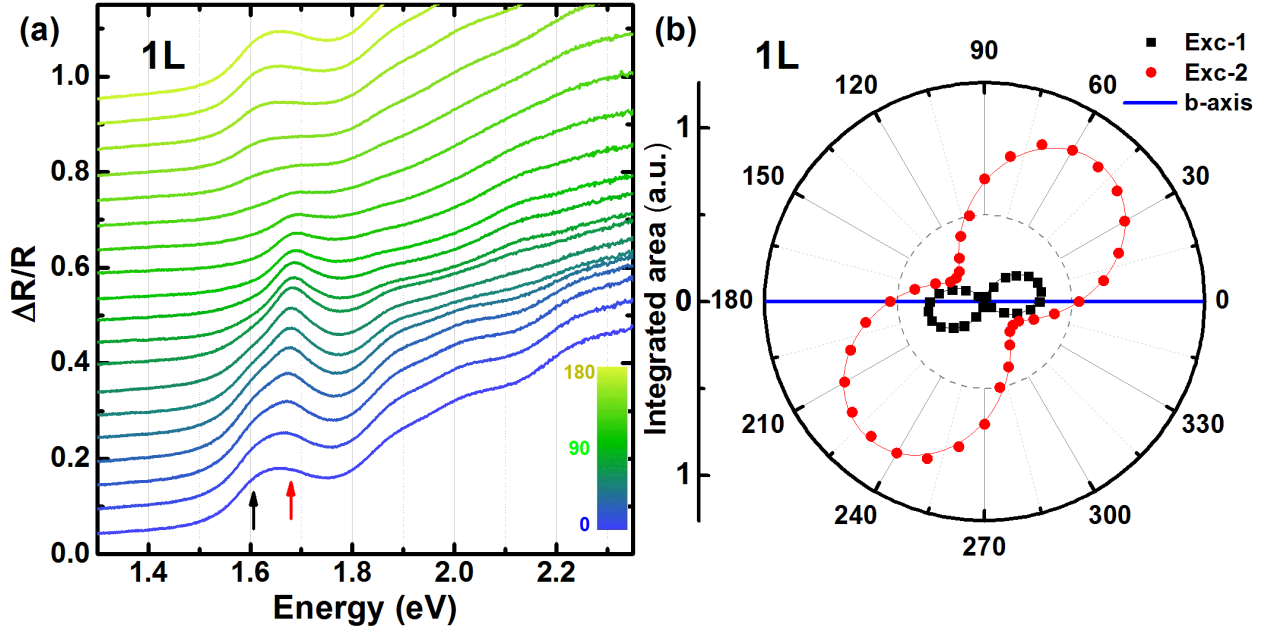 (a)
1L
ΔR/R
1.0
0.8
0.6
0.4
0.2
0.0
180
90
0
1.4
1.6
1.8
2.0
2.2
Energy (eV)
(b)
1L
Exc-1
Exc-2
b-axis
Integrated area (a.u.)
1
0
1
90
60
30
0
330
300
270
240
210
180
150
120